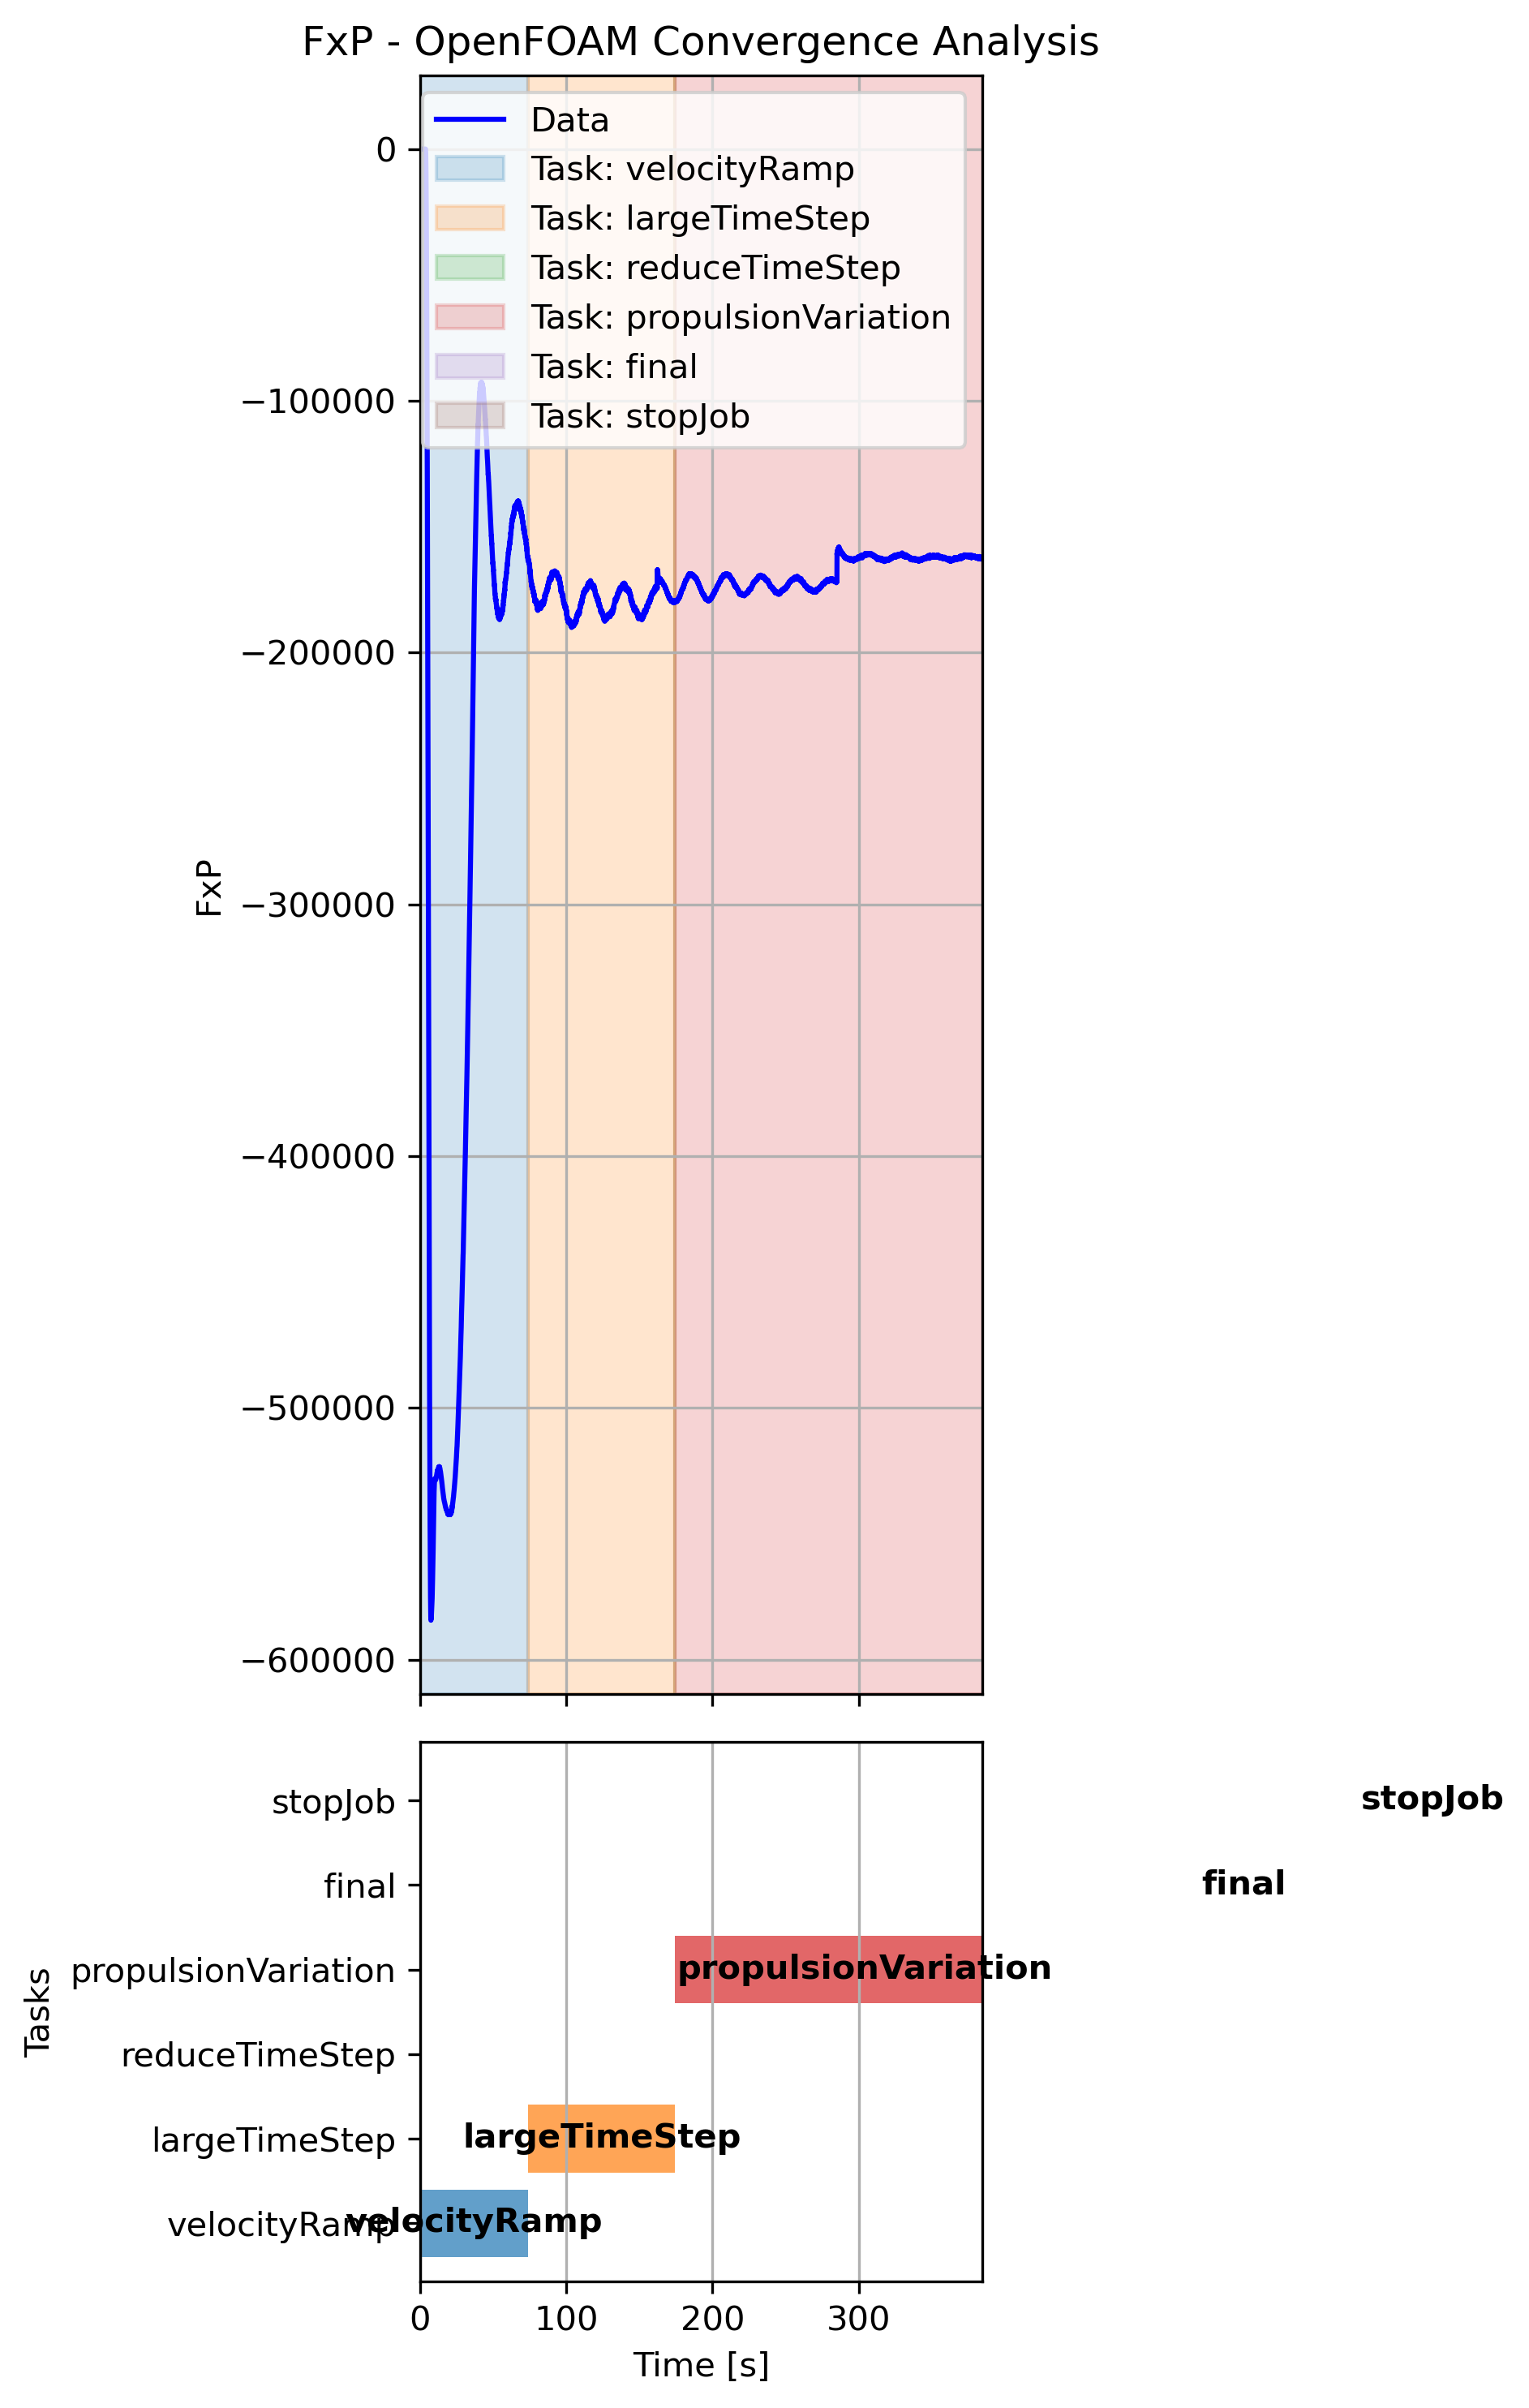 FxP - OpenFOAM Convergence Analysis
Data
Task: velocityRamp
Task: largeTimeStep
Task: reduceTimeStep
Task: propulsionVariation
Task: final
Task: stopJob
0
−100000
−200000
−300000
−400000
−500000
−600000
FxP
stopJob
stopJob
final
final
propulsionVariation
propulsionVariation
reduceTimeStep
largeTimeStep
largeTimeStep
velocityRamp
velocityRamp
Tasks
0 100 200 300
Time [s]